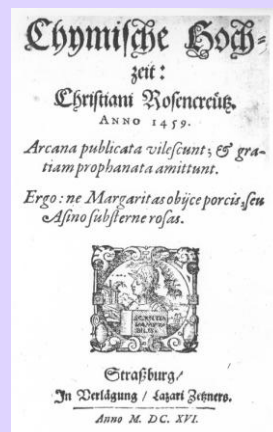 Chymische Hoch⸗
zeit:
Christiani Rosencreütz.
ANNO 1459.
Arcana publicata vilescunt; & gra-
tiam prophanata amittunt.
Ergo: ne Margaritas obijce porcis, seu
Asino substerne rosas.
Straßburg/
In Verlägung / Lazari Zetzners.
Anno M. DC. XVI.